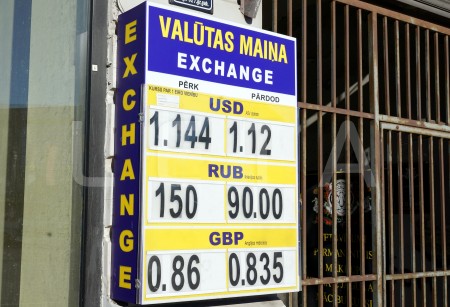 EXCHANGE
VALŪTAS MAIŅA
EXCHANGE
PĒRK PĀRDOD
USD
1.144 1.12
RUB
150 90.00
GBP
0.86 0.835